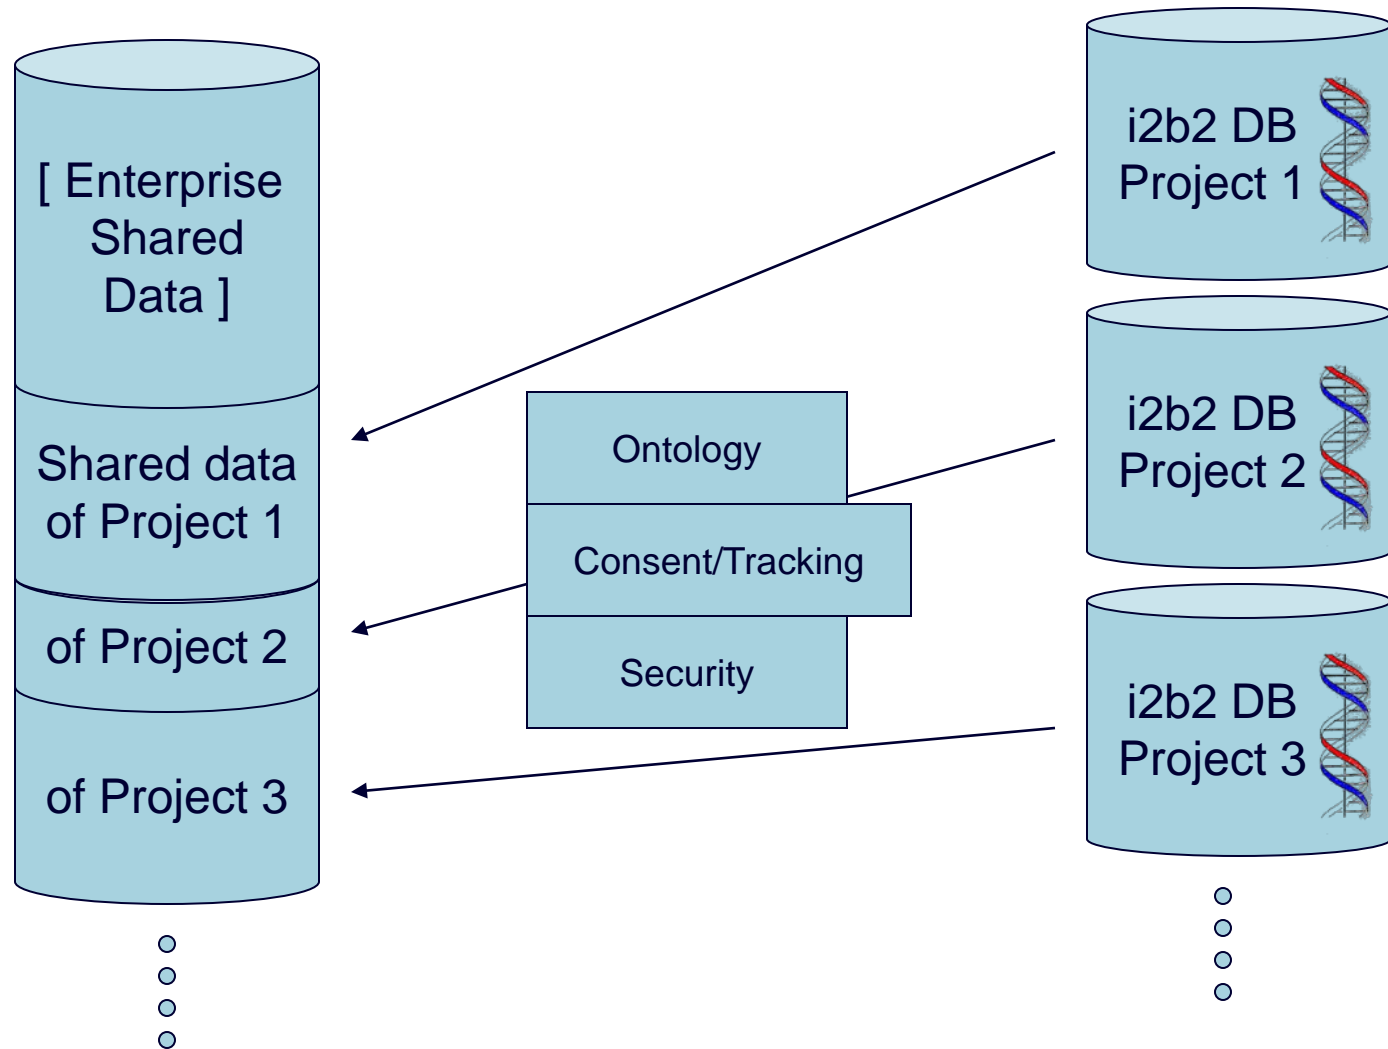 [ Enterprise
Shared
Data ]
Shared data
of Project 1
of Project 2
of Project 3
Ontology
Consent/Tracking
Security
i2b2 DB
Project 1
i2b2 DB
Project 2
i2b2 DB
Project 3